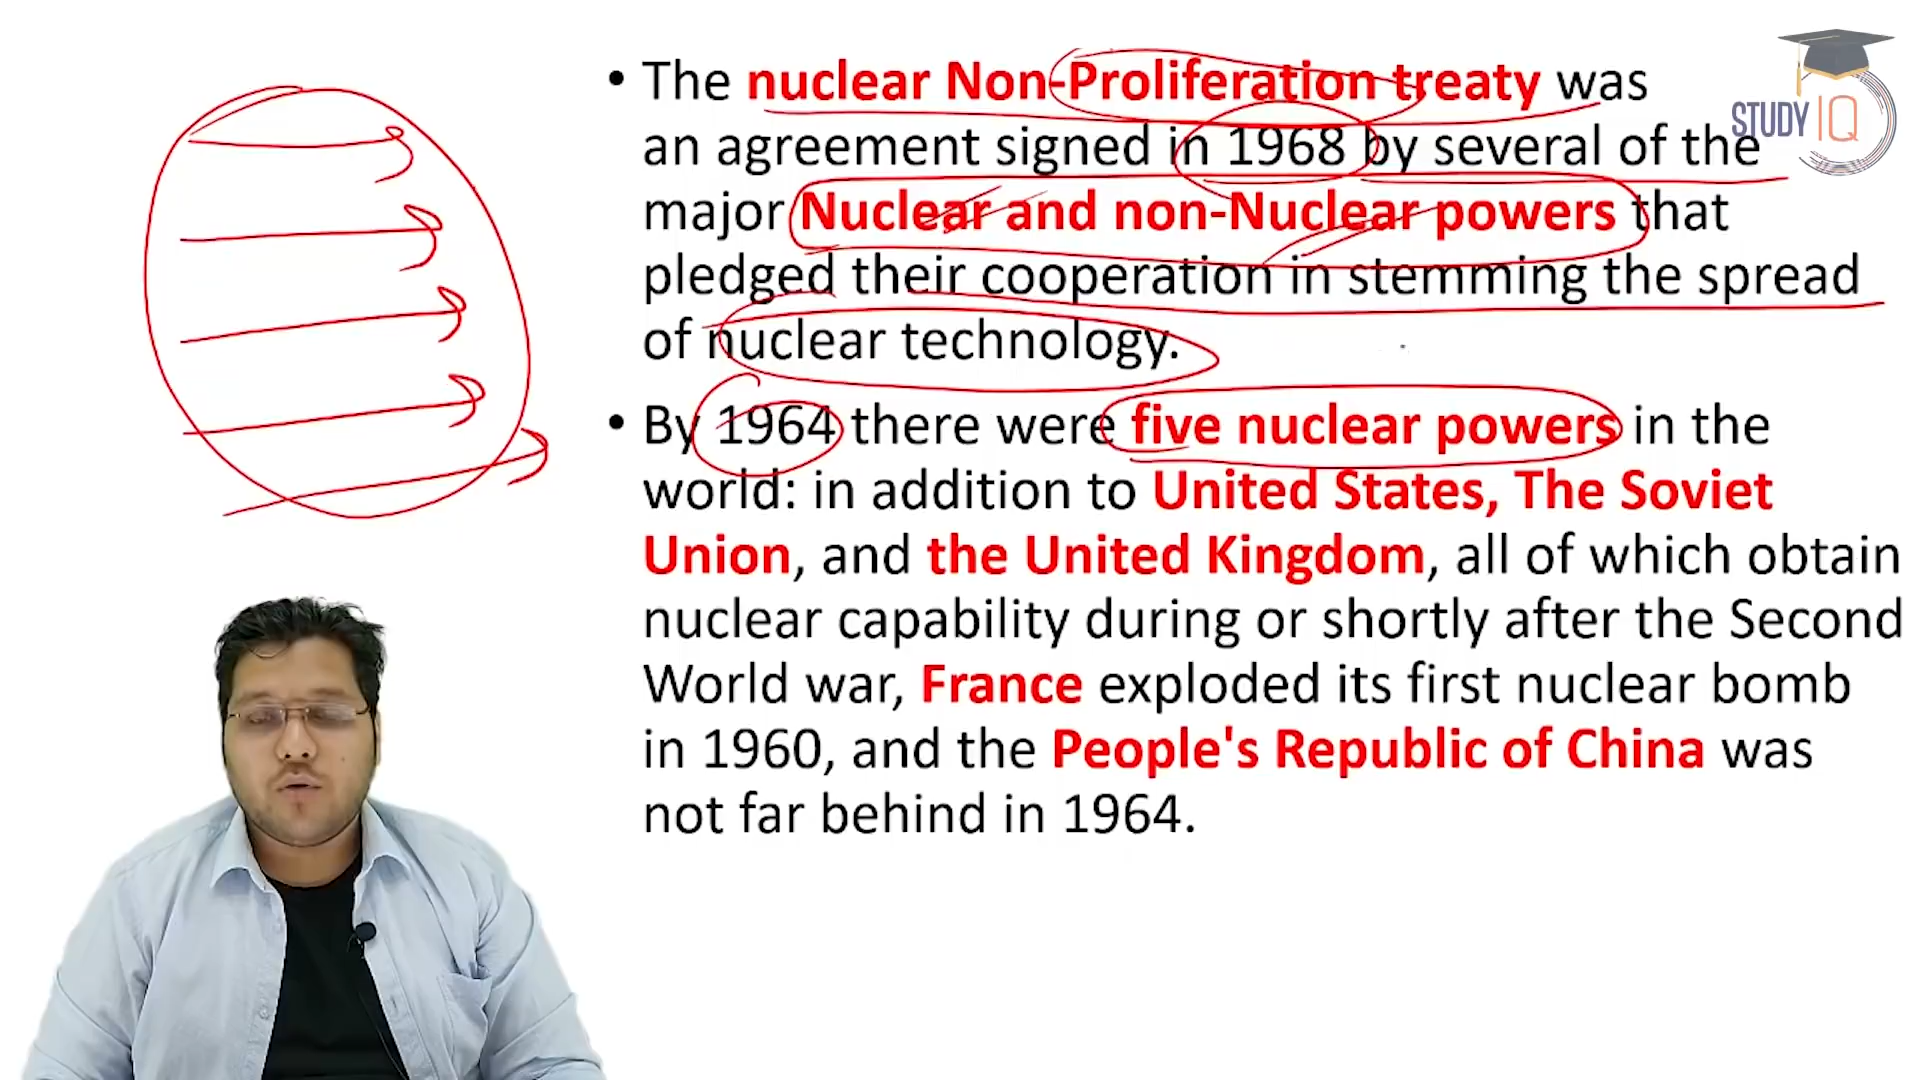 • The nuclear Non-Proliferation treaty was
an agreement signed in 1968 by several of the
major Nuclear and non-Nuclear powers that
pledged their cooperation in stemming the spread
of nuclear technology.
• By 1964 there were five nuclear powers in the
world: in addition to United States, The Soviet
Union, and the United Kingdom, all of which obtain
nuclear capability during or shortly after the Second
World war, France exploded its first nuclear bomb
in 1960, and the People's Republic of China was
not far behind in 1964.
STUDY IQ